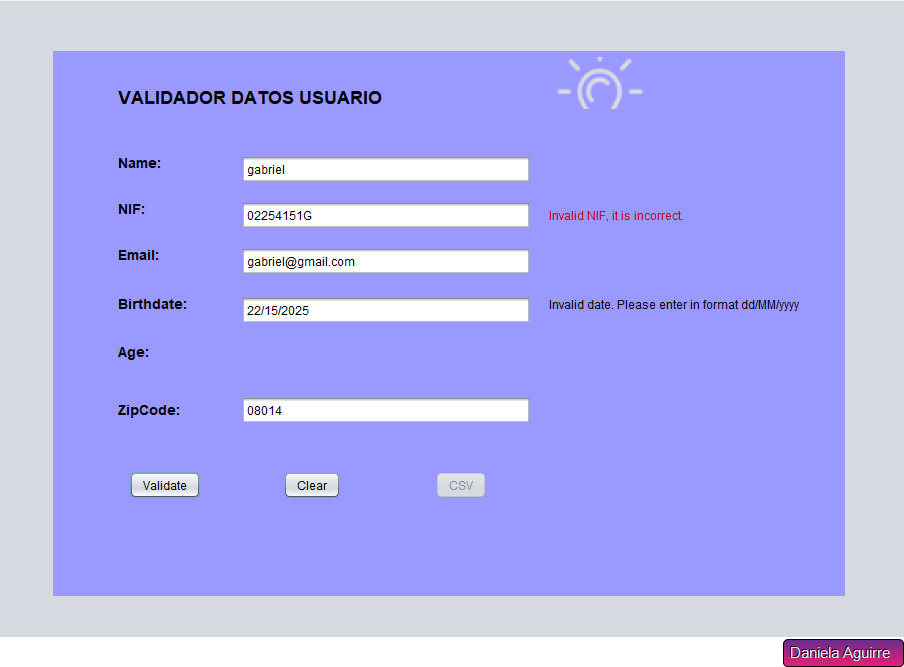 VALIDADOR DATOS USUARIO
Name:
gabriel
NIF:
02254151G
Invalid NIF, it is incorrect.
Email:
gabriel@gmail.com
Birthdate:
22/15/2025
Invalid date. Please enter in format dd/MM/yyyy
Age:
ZipCode:
08014
Validate
Clear
CSV
Daniela Aguirre